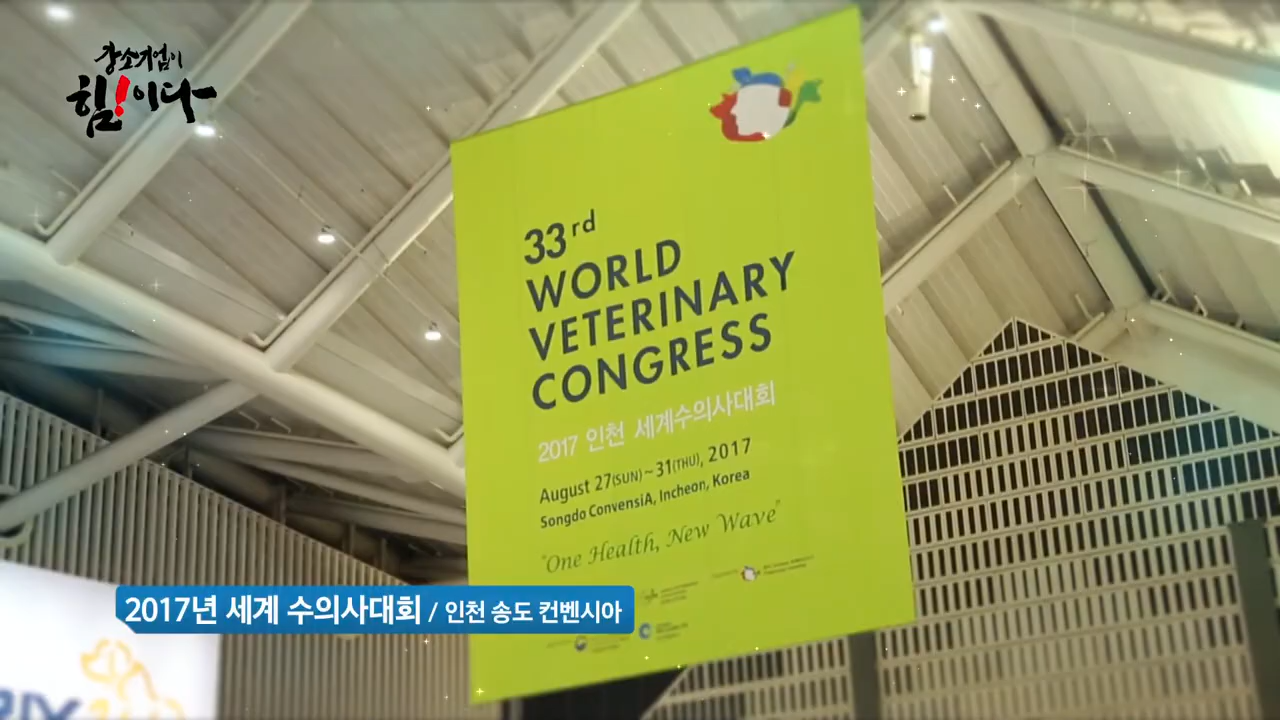 강소기업이
힘!이다
33rd
WORLD
VETERINARY
CONGRESS
2017 인천 세계수의사대회
August 27(SUN) ~ 31(THU), 2017
Songdo ConvensiA, Incheon, Korea
"One Health, New Wave"
2017년 세계 수의사대회 / 인천 송도 컨벤시아